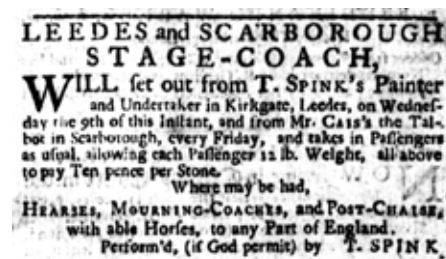 LEEDES and SCARBOROUGH
STAGE-COACH,
WILL ſet out from T. SPINK's Painter
and Undertaker in Kirkgate, Leedes, on Wedneſ-
day the 9th of this Inſtant, and from Mr. CAIS's the Tal-
bot in Scarborough, every Friday, and takes in Paſſengers
as uſual, allowing each Paſſenger 12 lb. Weight, all above
to pay Ten pence per Stone.
Where may be had,
HEARSES, MOURNING-COACHES, and POST-CHAISE,
with able Horſes, to any Part of England.
Perform'd, (if God permit) by T. SPINK